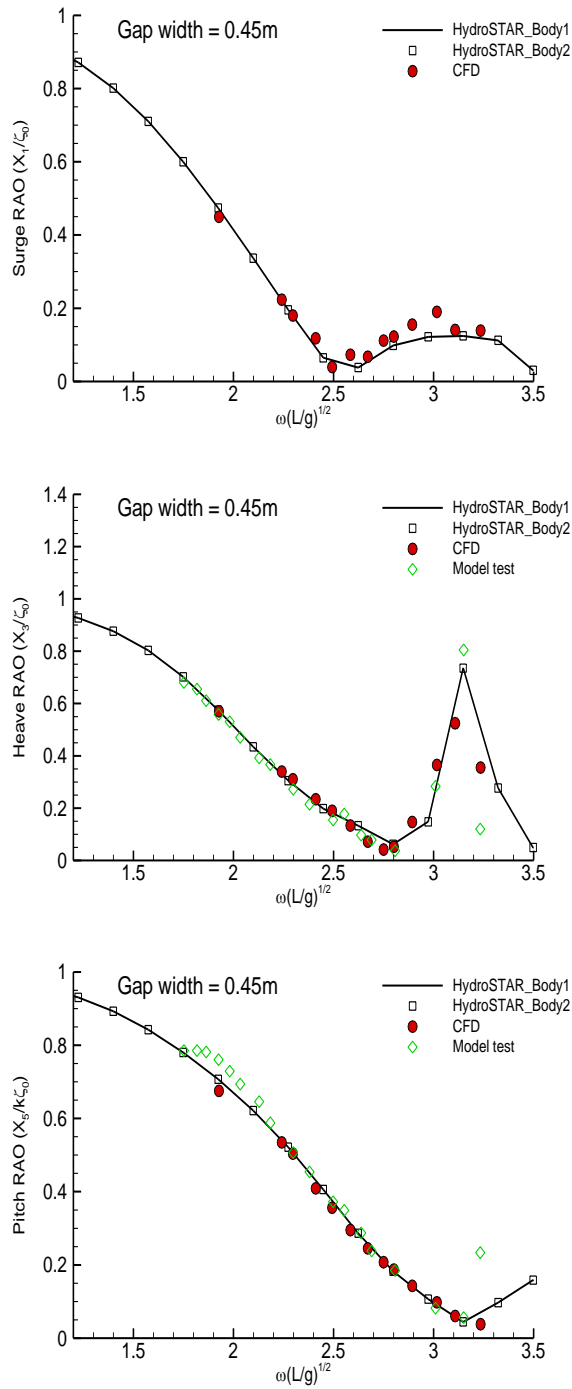 Gap width = 0.45m
HydroSTAR_Body1
HydroSTAR_Body2
CFD
Surge RAO (X₁/ζ₀)
1
0.8
0.6
0.4
0.2
0
1.5
2
2.5
3
3.5
ω(L/g)^1/2
Gap width = 0.45m
HydroSTAR_Body1
HydroSTAR_Body2
CFD
Model test
Heave RAO (X₃/ζ₀)
1.4
1.2
1
0.8
0.6
0.4
0.2
0
1.5
2
2.5
3
3.5
ω(L/g)^1/2
Gap width = 0.45m
HydroSTAR_Body1
HydroSTAR_Body2
CFD
Model test
Pitch RAO (X₅/kζ₀)
1
0.8
0.6
0.4
0.2
0
1.5
2
2.5
3
3.5
ω(L/g)^1/2